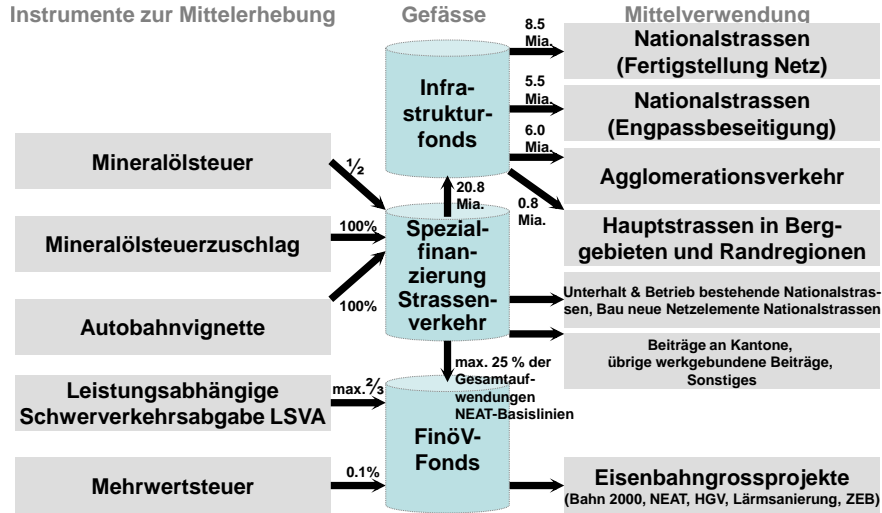 Instrumente zur Mittelerhebung
Gefässe
Mittelverwendung
Mineralölsteuer
Mineralölsteuerzuschlag
Autobahnvignette
Leistungsabhängige
Schwerverkehrsabgabe LSVA
Mehrwertsteuer
½
100%
100%
max. ⅔
0.1%
Infra-
struktur-
fonds
20.8
Mia.
Spezial-
finan-
zierung
Strassen-
verkehr
max. 25 % der
Gesamtauf-
wendungen
NEAT-Basislinien
FinöV-
Fonds
8.5
Mia.
5.5
Mia.
6.0
Mia.
0.8
Mia.
Nationalstrassen
(Fertigstellung Netz)
Nationalstrassen
(Engpassbeseitigung)
Agglomerationsverkehr
Hauptstrassen in Berg-
gebieten und Randregionen
Unterhalt & Betrieb bestehende Nationalstras-
sen, Bau neue Netzelemente Nationalstrassen
Beiträge an Kantone,
übrige werkgebundene Beiträge,
Sonstiges
Eisenbahngrossprojekte
(Bahn 2000, NEAT, HGV, Lärmsanierung, ZEB)